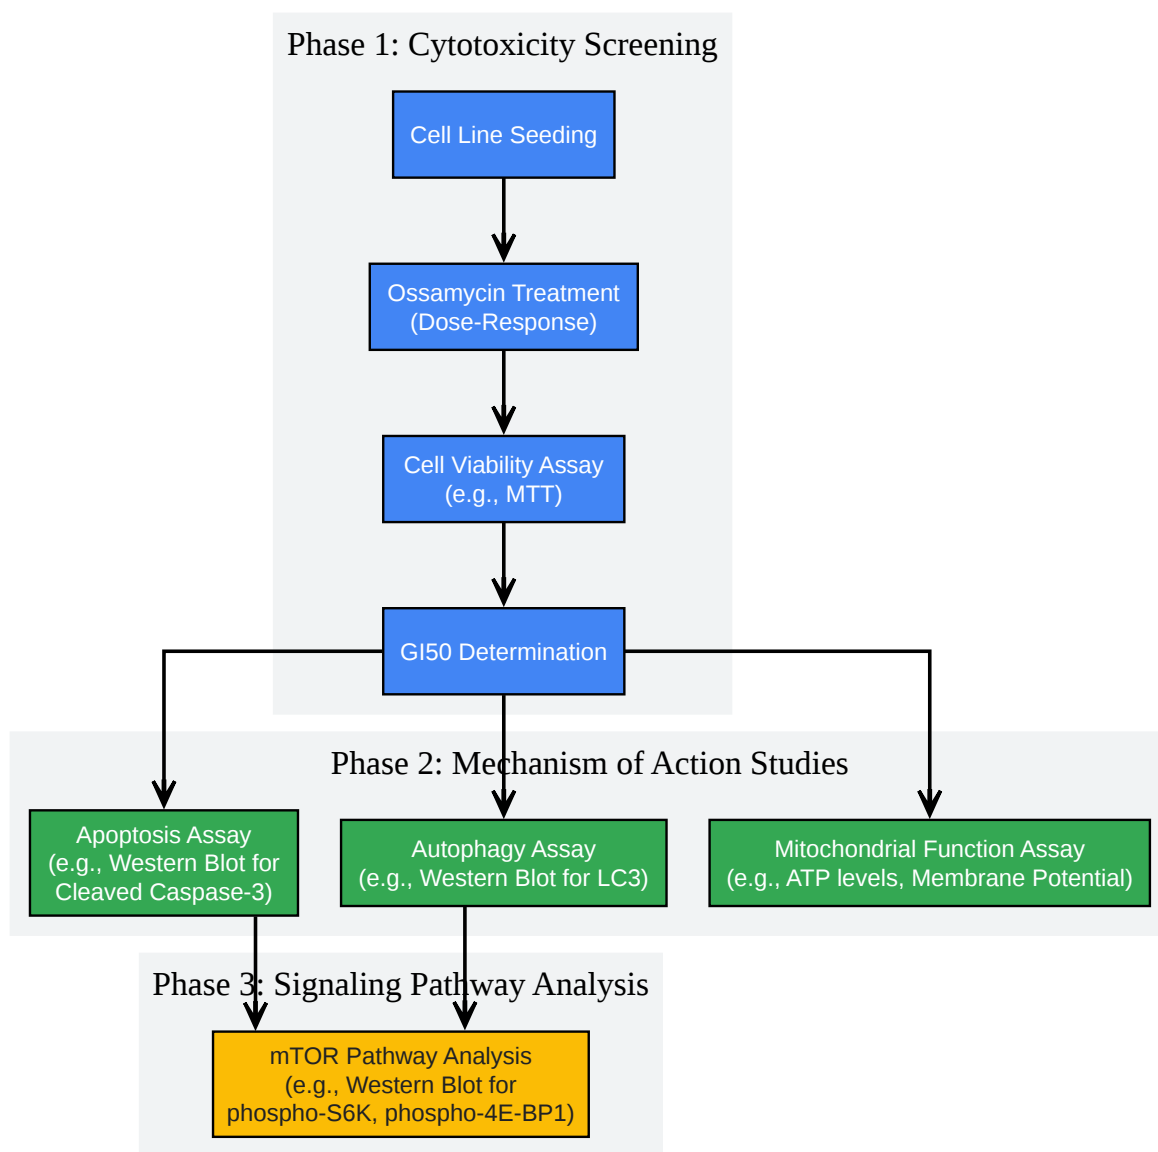 Phase 1: Cytotoxicity Screening
Cell Line Seeding
Ossamycin Treatment
(Dose-Response)
Cell Viability Assay
(e.g., MTT)
GI50 Determination
Phase 2: Mechanism of Action Studies
Apoptosis Assay
(e.g., Western Blot for
Cleaved Caspase-3)
Autophagy Assay
(e.g., Western Blot for LC3)
Mitochondrial Function Assay
(e.g., ATP levels, Membrane Potential)
Phase 3: Signaling Pathway Analysis
mTOR Pathway Analysis
(e.g., Western Blot for
phospho-S6K, phospho-4E-BP1)